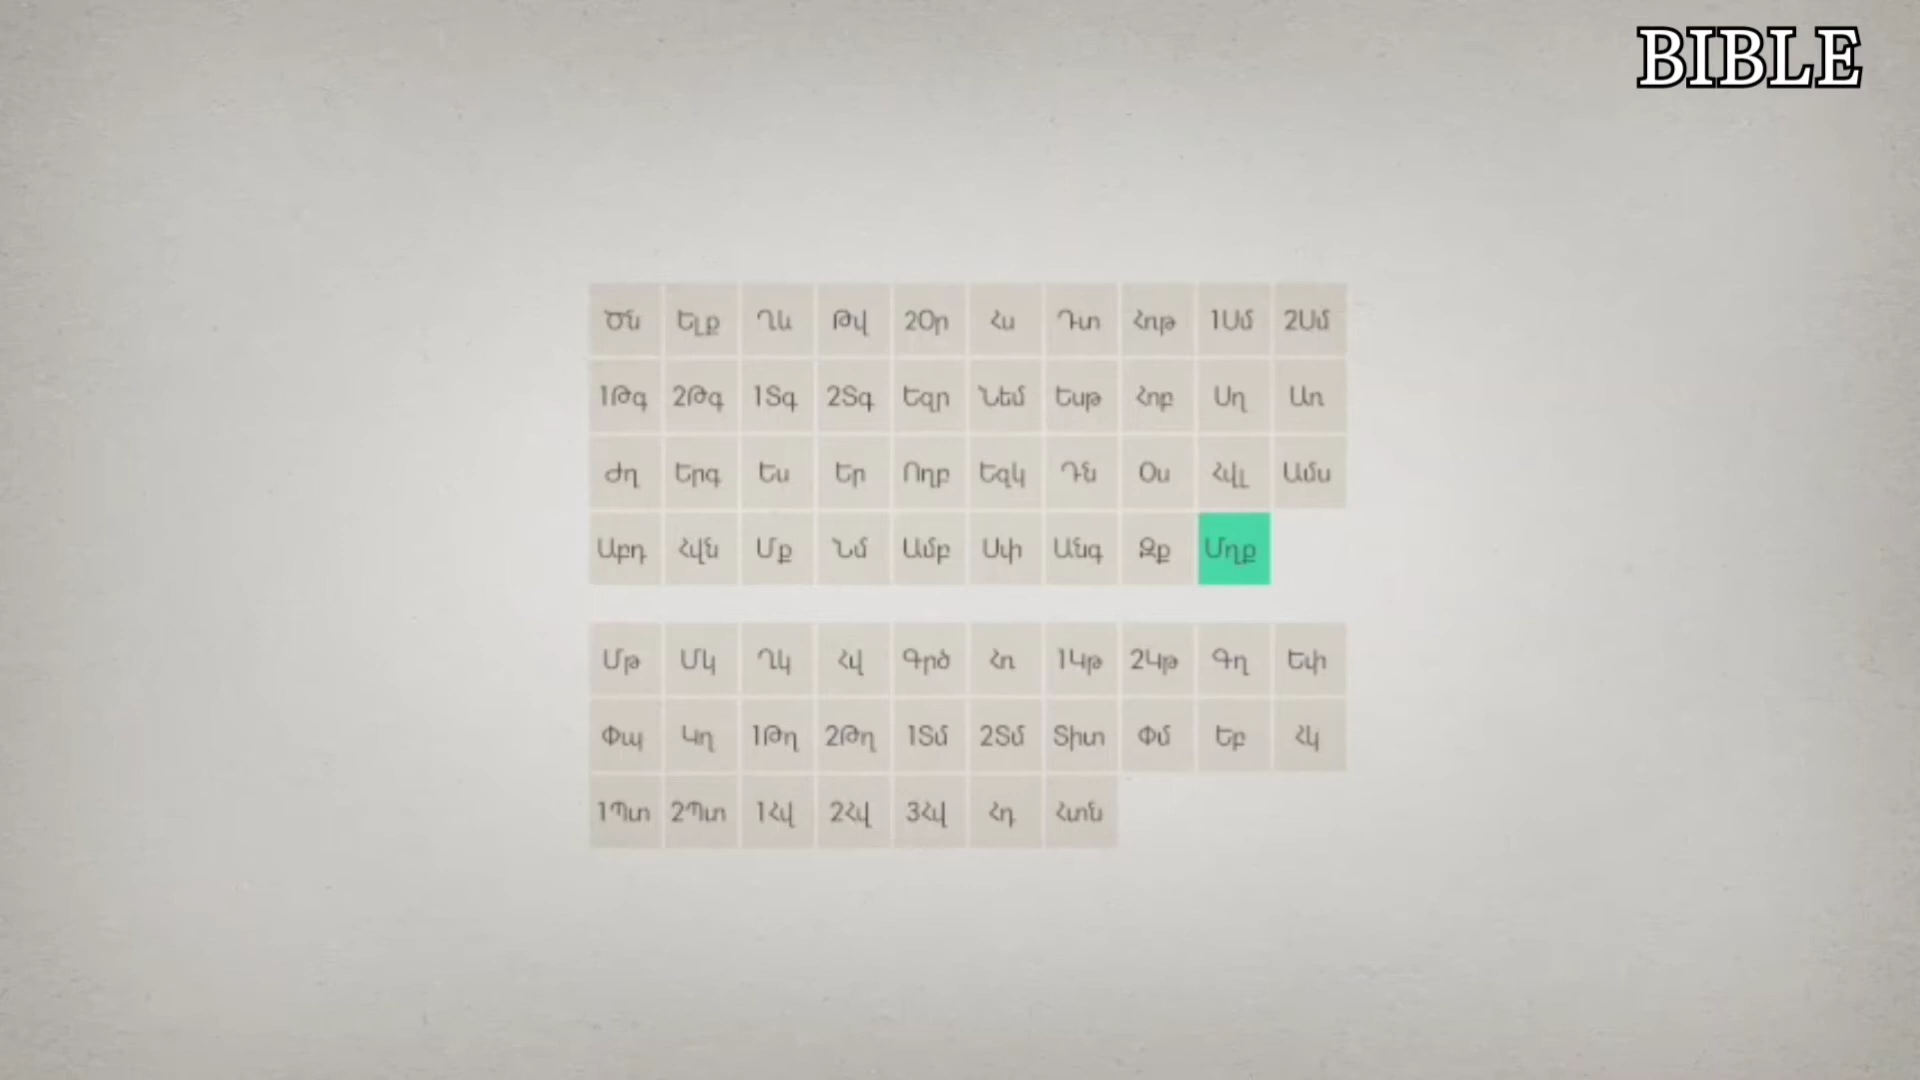 BIBLE
Ծն Ելք Ղև Թվ 2Օր Հս Դտ Հռթ 1Սմ 2Սմ
1Թգ 2Թգ 1Տգ 2Տգ Եզր Նեմ Եսթ Հոբ Սղ Առ
Ժղ Երգ Ես Եր Ողբ Եզկ Դն Օս Հվլ Ամս
Աբդ Հվն Մք Նմ Ամբ Սփ Անգ Զք Մղք
Մթ Մկ Ղկ Հվ Գրծ Հռ 1Կթ 2Կթ Գղ Եփ
Փպ Կղ 1Թղ 2Թղ 1Տմ 2Տմ Տիտ Փմ Եբ Հկ
1Պտ 2Պտ 1Հվ 2Հվ 3Հվ Հդ Հտն